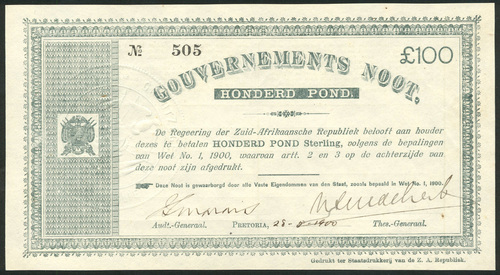 № 505
£100
GOUVERNEMENTS NOOT.
HONDERD POND.
De Regeering der Zuid-Afrikaansche Republiek belooft aan houder
dezes te betalen HONDERD POND Sterling, volgens de bepalingen
van Wet No. 1, 1900, waarvan artt. 2 en 3 op de achterzijde van
deze noot zijn afgedrukt.
Deze Noot is gewaarborgd door alle Vaste Eigendommen van den Staat, zooals bepaald in Wet No. 1, 1900.
Audt.-Generaal. PRETORIA, 28- 1900 Thes.-Generaal.
Gedrukt ter Staatsdrukkerij van de Z. A. Republiek.